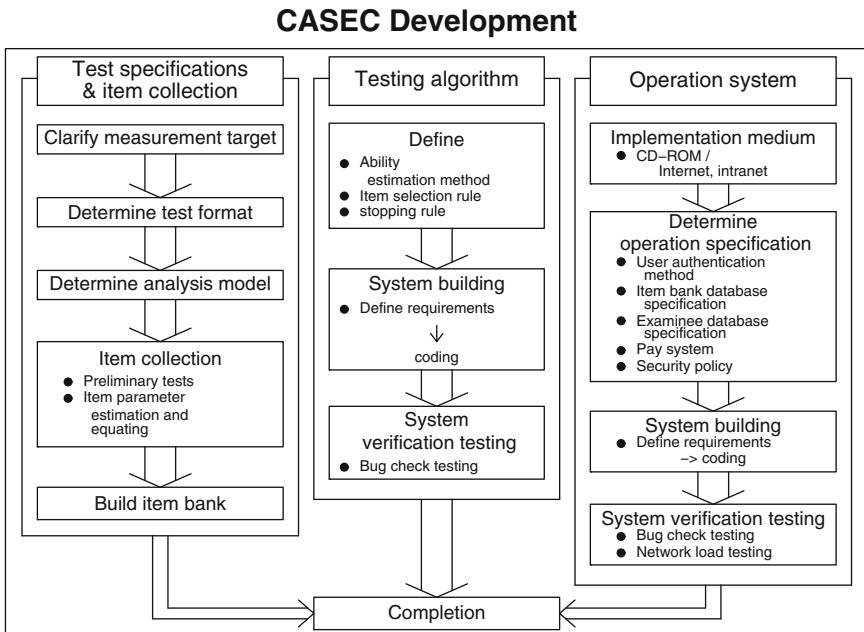 CASEC Development
Test specifications
& item collection
Clarify measurement target
Determine test format
Determine analysis model
Item collection
● Preliminary tests
● Item parameter
estimation and
equating
Build item bank
Testing algorithm
Define
● Ability
estimation method
● Item selection rule
● stopping rule
System building
● Define requirements
↓
coding
System
verification testing
● Bug check testing
Operation system
Implementation medium
● CD-ROM /
Internet, intranet
Determine
operation specification
● User authentication
method
● Item bank database
specification
● Examinee database
specification
● Pay system
● Security policy
System building
● Define requirements
-> coding
System verification testing
● Bug check testing
● Network load testing
Completion